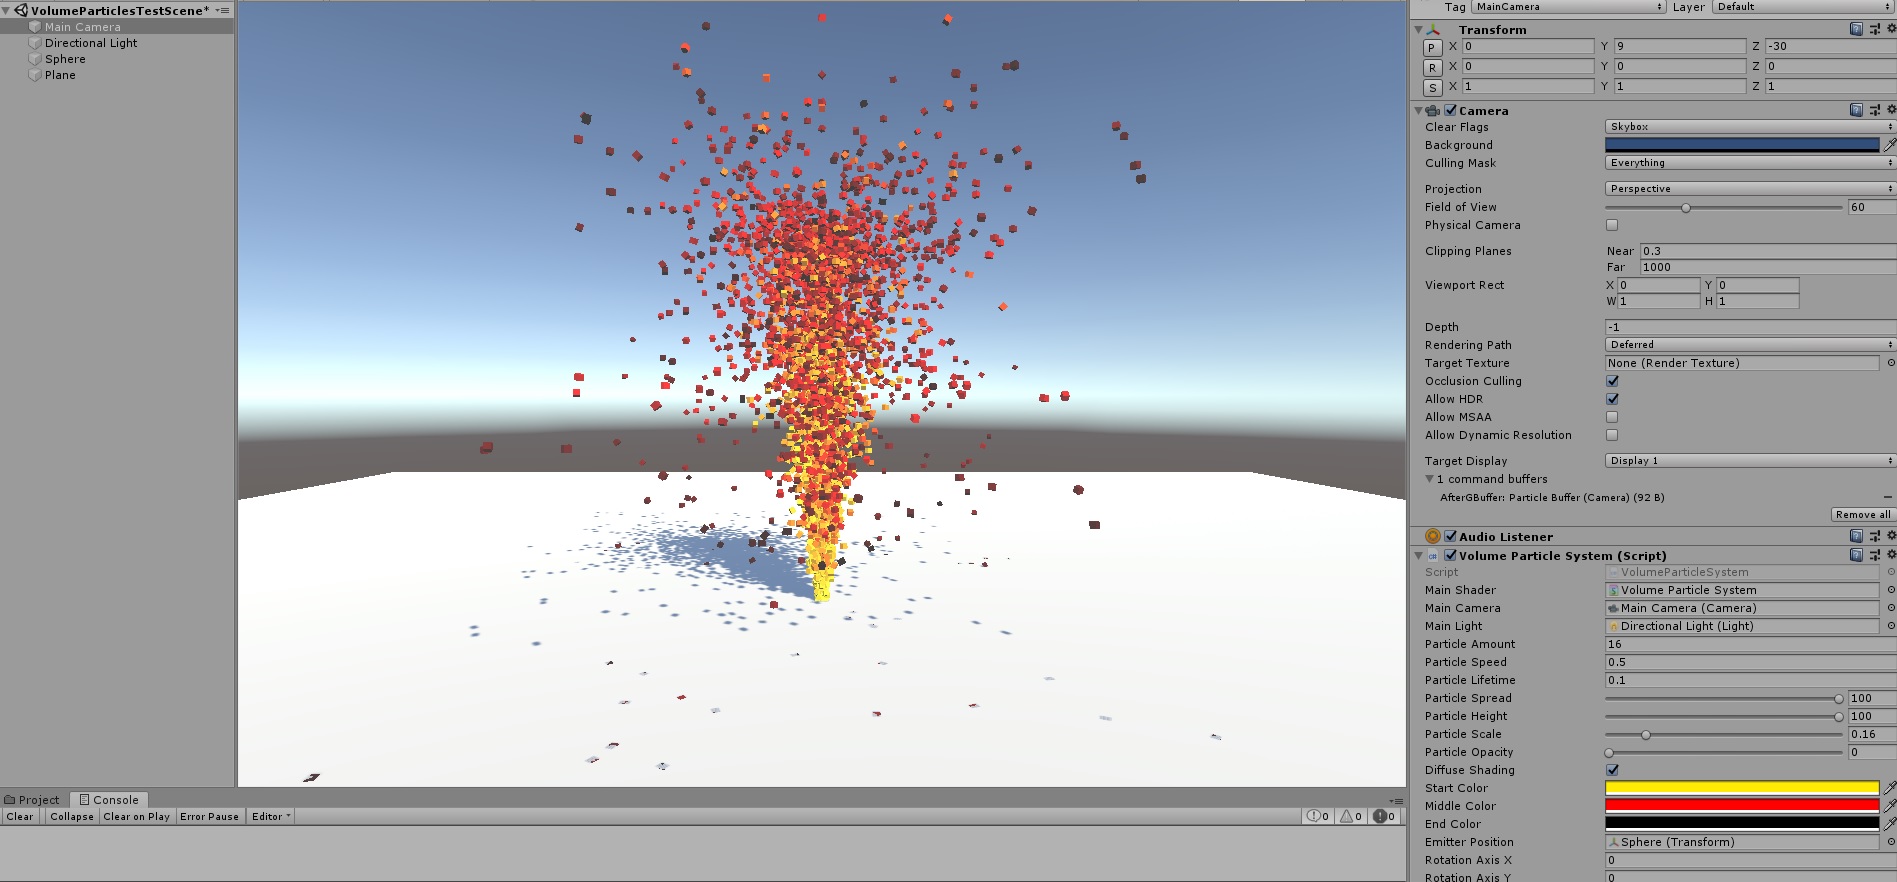 VolumeParticlesTestScene*
Main Camera
Directional Light
Sphere
Plane
Tag MainCamera Layer Default
Transform
P X 0 Y 9 Z -30
R X 0 Y 0 Z 0
S X 1 Y 1 Z 1
Camera
Clear Flags Skybox
Background
Culling Mask Everything
Projection Perspective
Field of View 60
Physical Camera
Clipping Planes Near 0.3
Far 1000
Viewport Rect X 0 Y 0
W 1 H 1
Depth -1
Rendering Path Deferred
Target Texture None (Render Texture)
Occlusion Culling
Allow HDR
Allow MSAA
Allow Dynamic Resolution
Target Display Display 1
1 command buffers
AfterGBuffer: Particle Buffer (Camera) (92 B)
Remove all
Audio Listener
Volume Particle System (Script)
Script VolumeParticleSystem
Main Shader Volume Particle System
Main Camera Main Camera (Camera)
Main Light Directional Light (Light)
Particle Amount 16
Particle Speed 0.5
Particle Lifetime 0.1
Particle Spread 100
Particle Height 100
Particle Scale 0.16
Particle Opacity 0
Diffuse Shading
Start Color
Middle Color
End Color
Emitter Position Sphere (Transform)
Rotation Axis X 0
Rotation Axis Y 0
Project Console
Clear Collapse Clear on Play Error Pause Editor 0 0 0